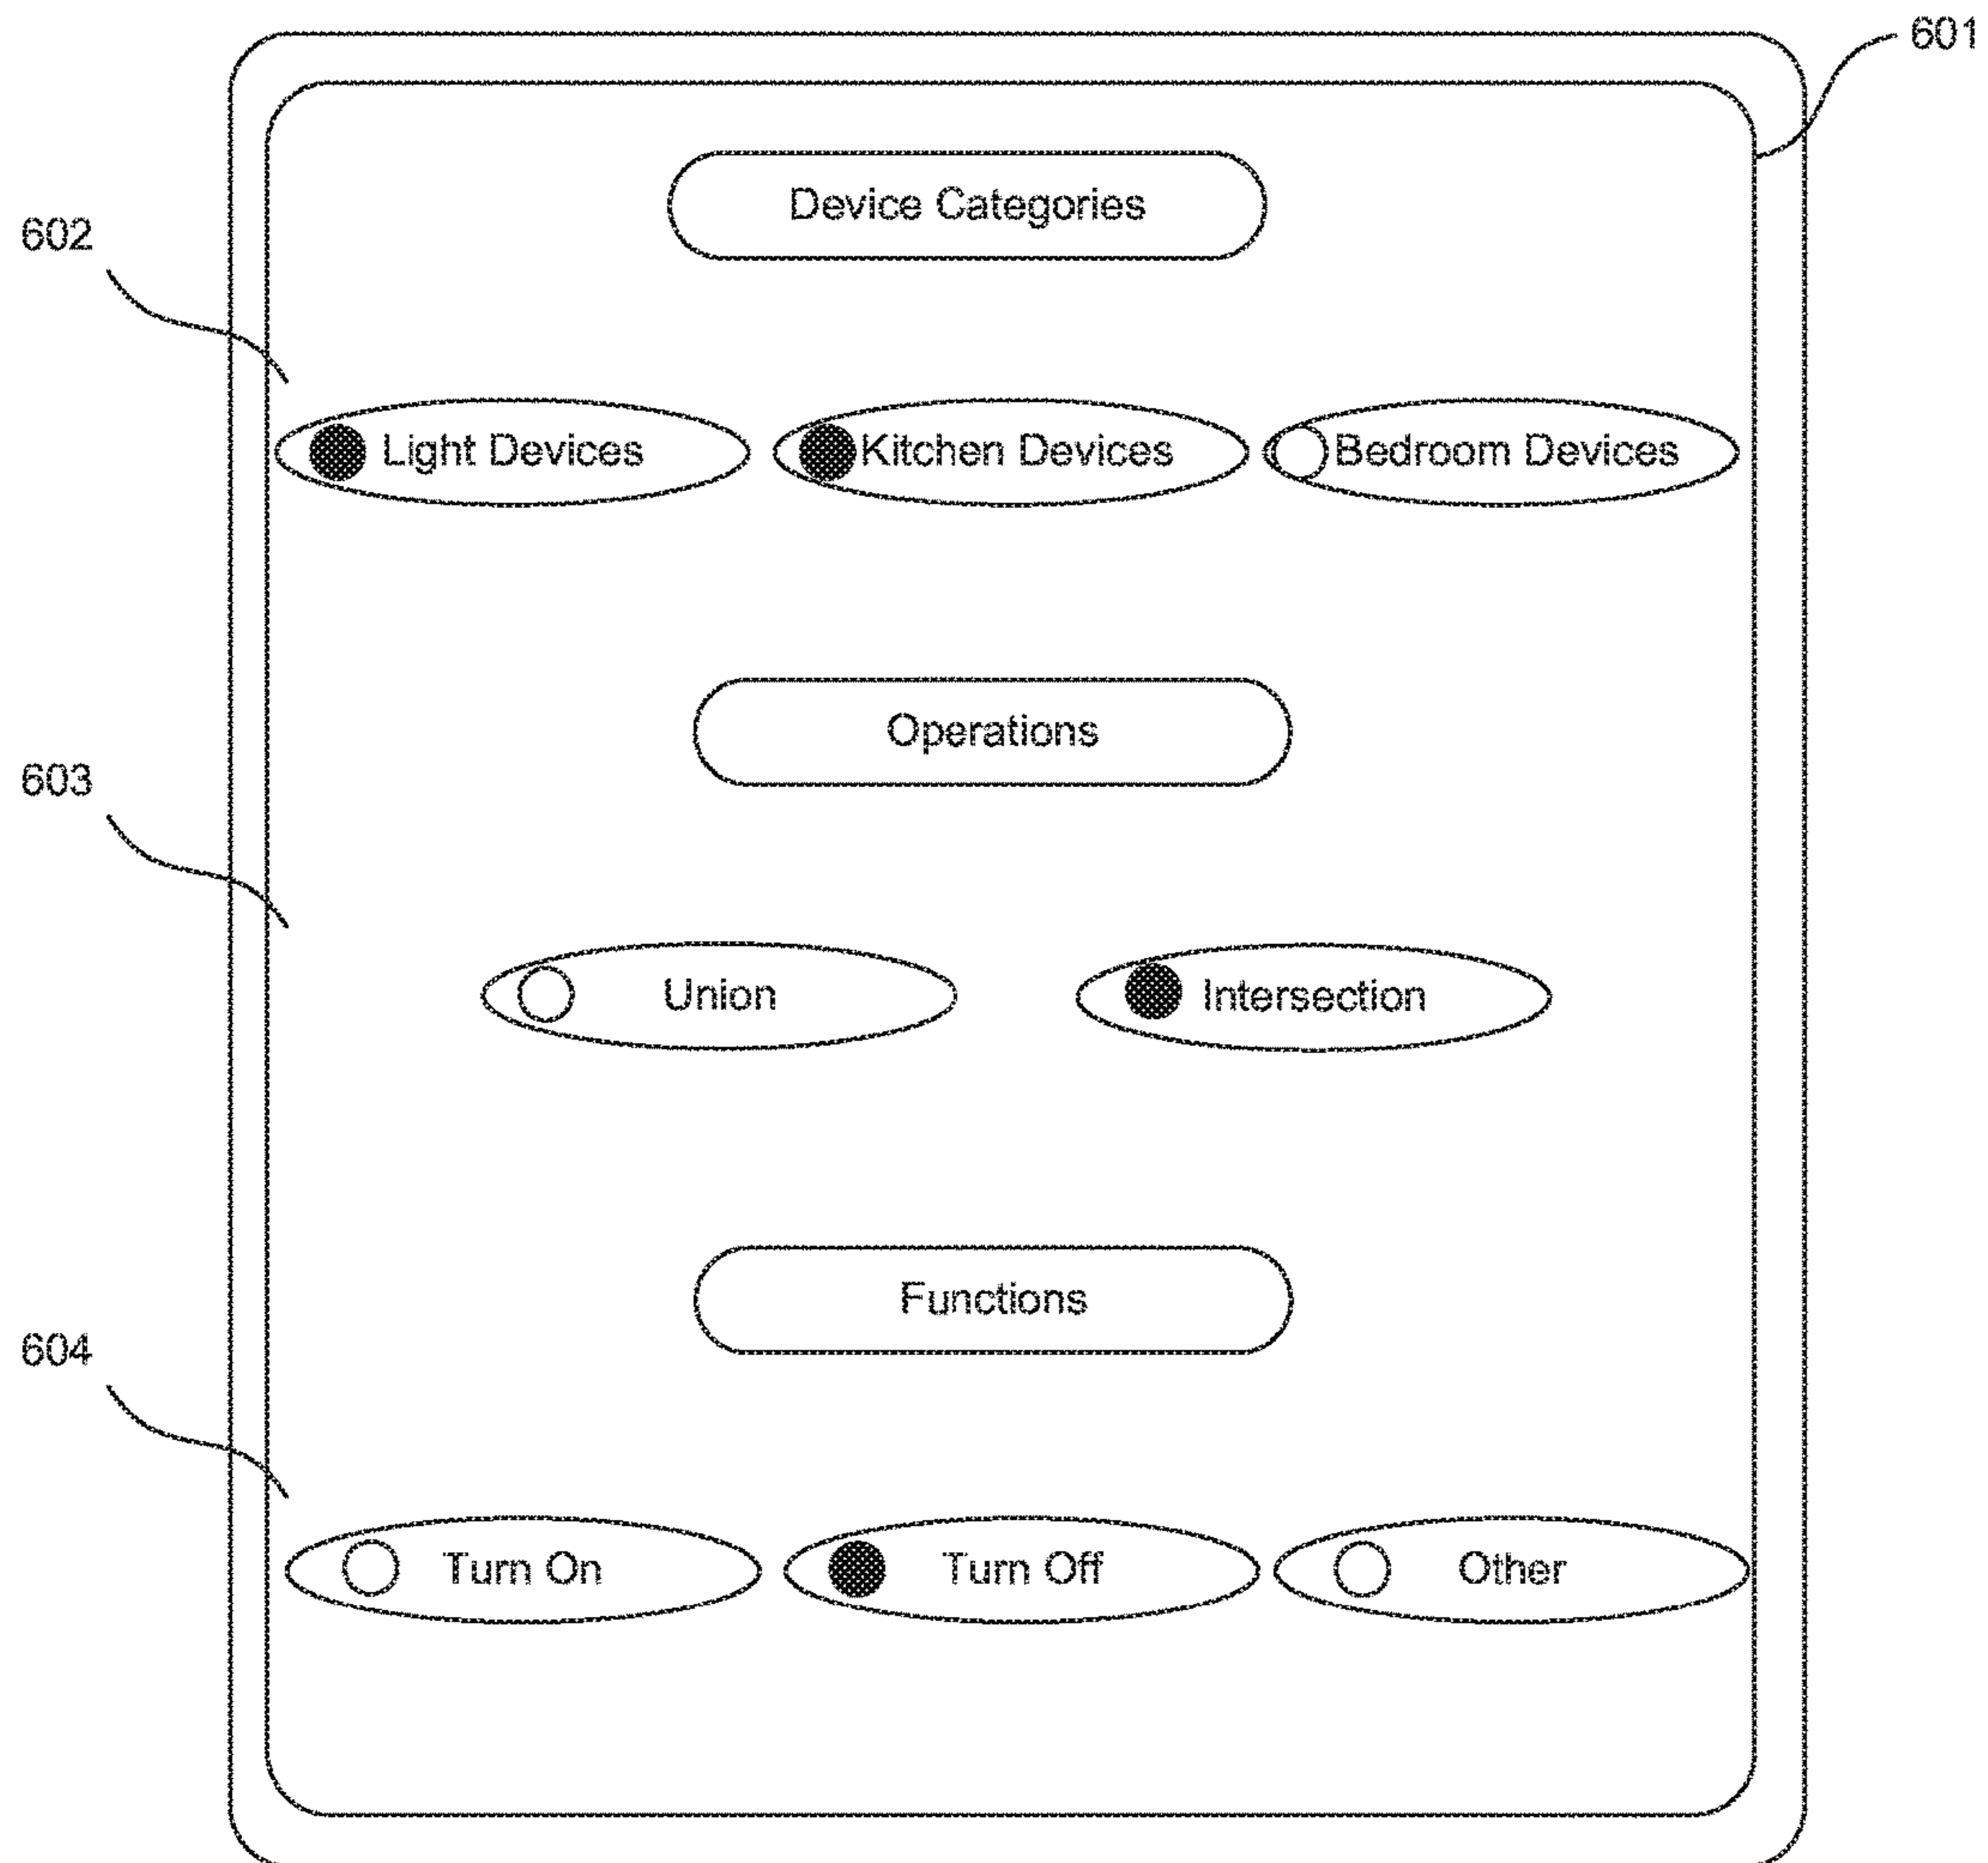 601
Device Categories
602
Light Devices Kitchen Devices Bedroom Devices
Operations
603
Union Intersection
Functions
604
Turn On Turn Off Other